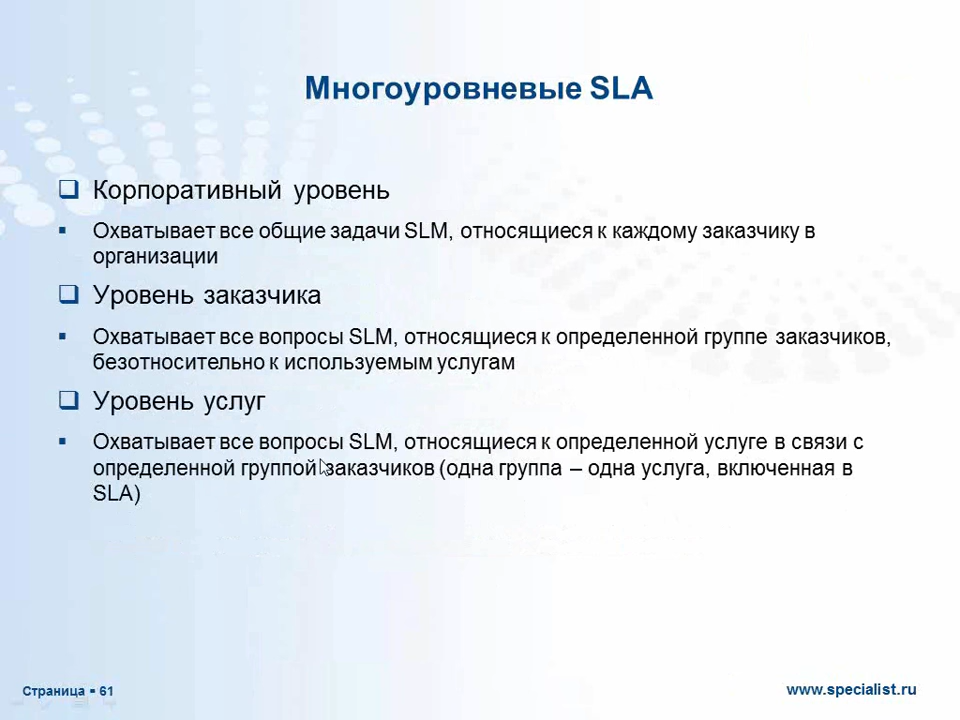 Многоуровневые SLA
Корпоративный уровень
Охватывает все общие задачи SLM, относящиеся к каждому заказчику в
организации
Уровень заказчика
Охватывает все вопросы SLM, относящиеся к определенной группе заказчиков,
безотносительно к используемым услугам
Уровень услуг
Охватывает все вопросы SLM, относящиеся к определенной услуге в связи с
определенной группой заказчиков (одна группа – одна услуга, включенная в
SLA)
Страница ▪ 61
www.specialist.ru